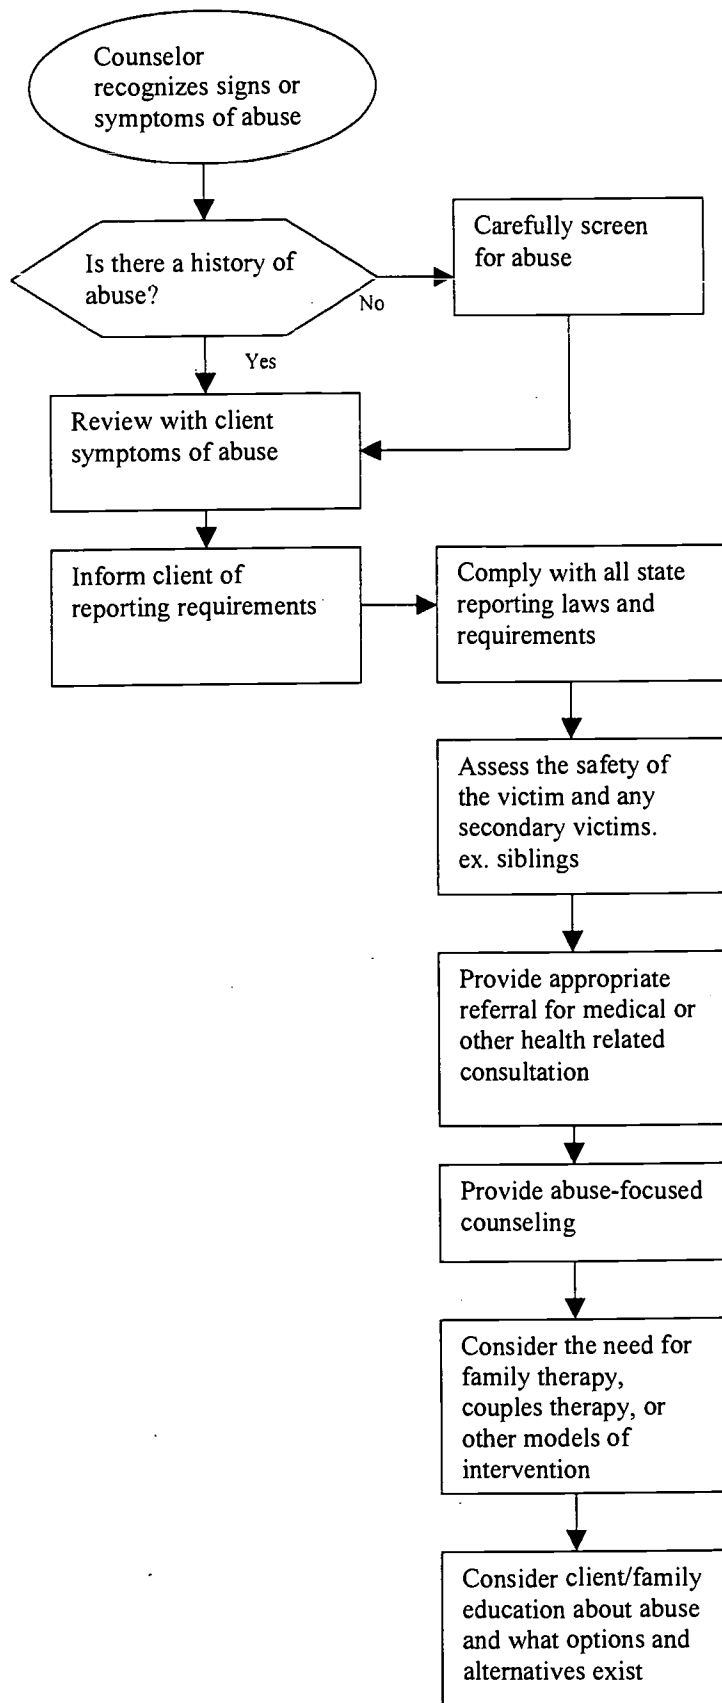 Counselor
recognizes signs or
symptoms of abuse
Is there a history of
abuse?
No
Carefully screen
for abuse
Yes
Review with client
symptoms of abuse
Inform client of
reporting requirements
Comply with all state
reporting laws and
requirements
Assess the safety of
the victim and any
secondary victims.
ex. siblings
Provide appropriate
referral for medical or
other health related
consultation
Provide abuse-focused
counseling
Consider the need for
family therapy,
couples therapy, or
other models of
intervention
Consider client/family
education about abuse
and what options and
alternatives exist